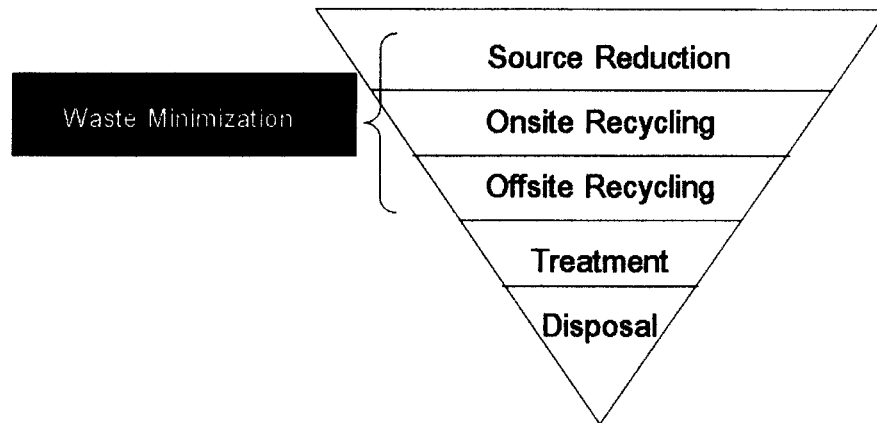 Source Reduction
Waste Minimization
Onsite Recycling
Offsite Recycling
Treatment
Disposal